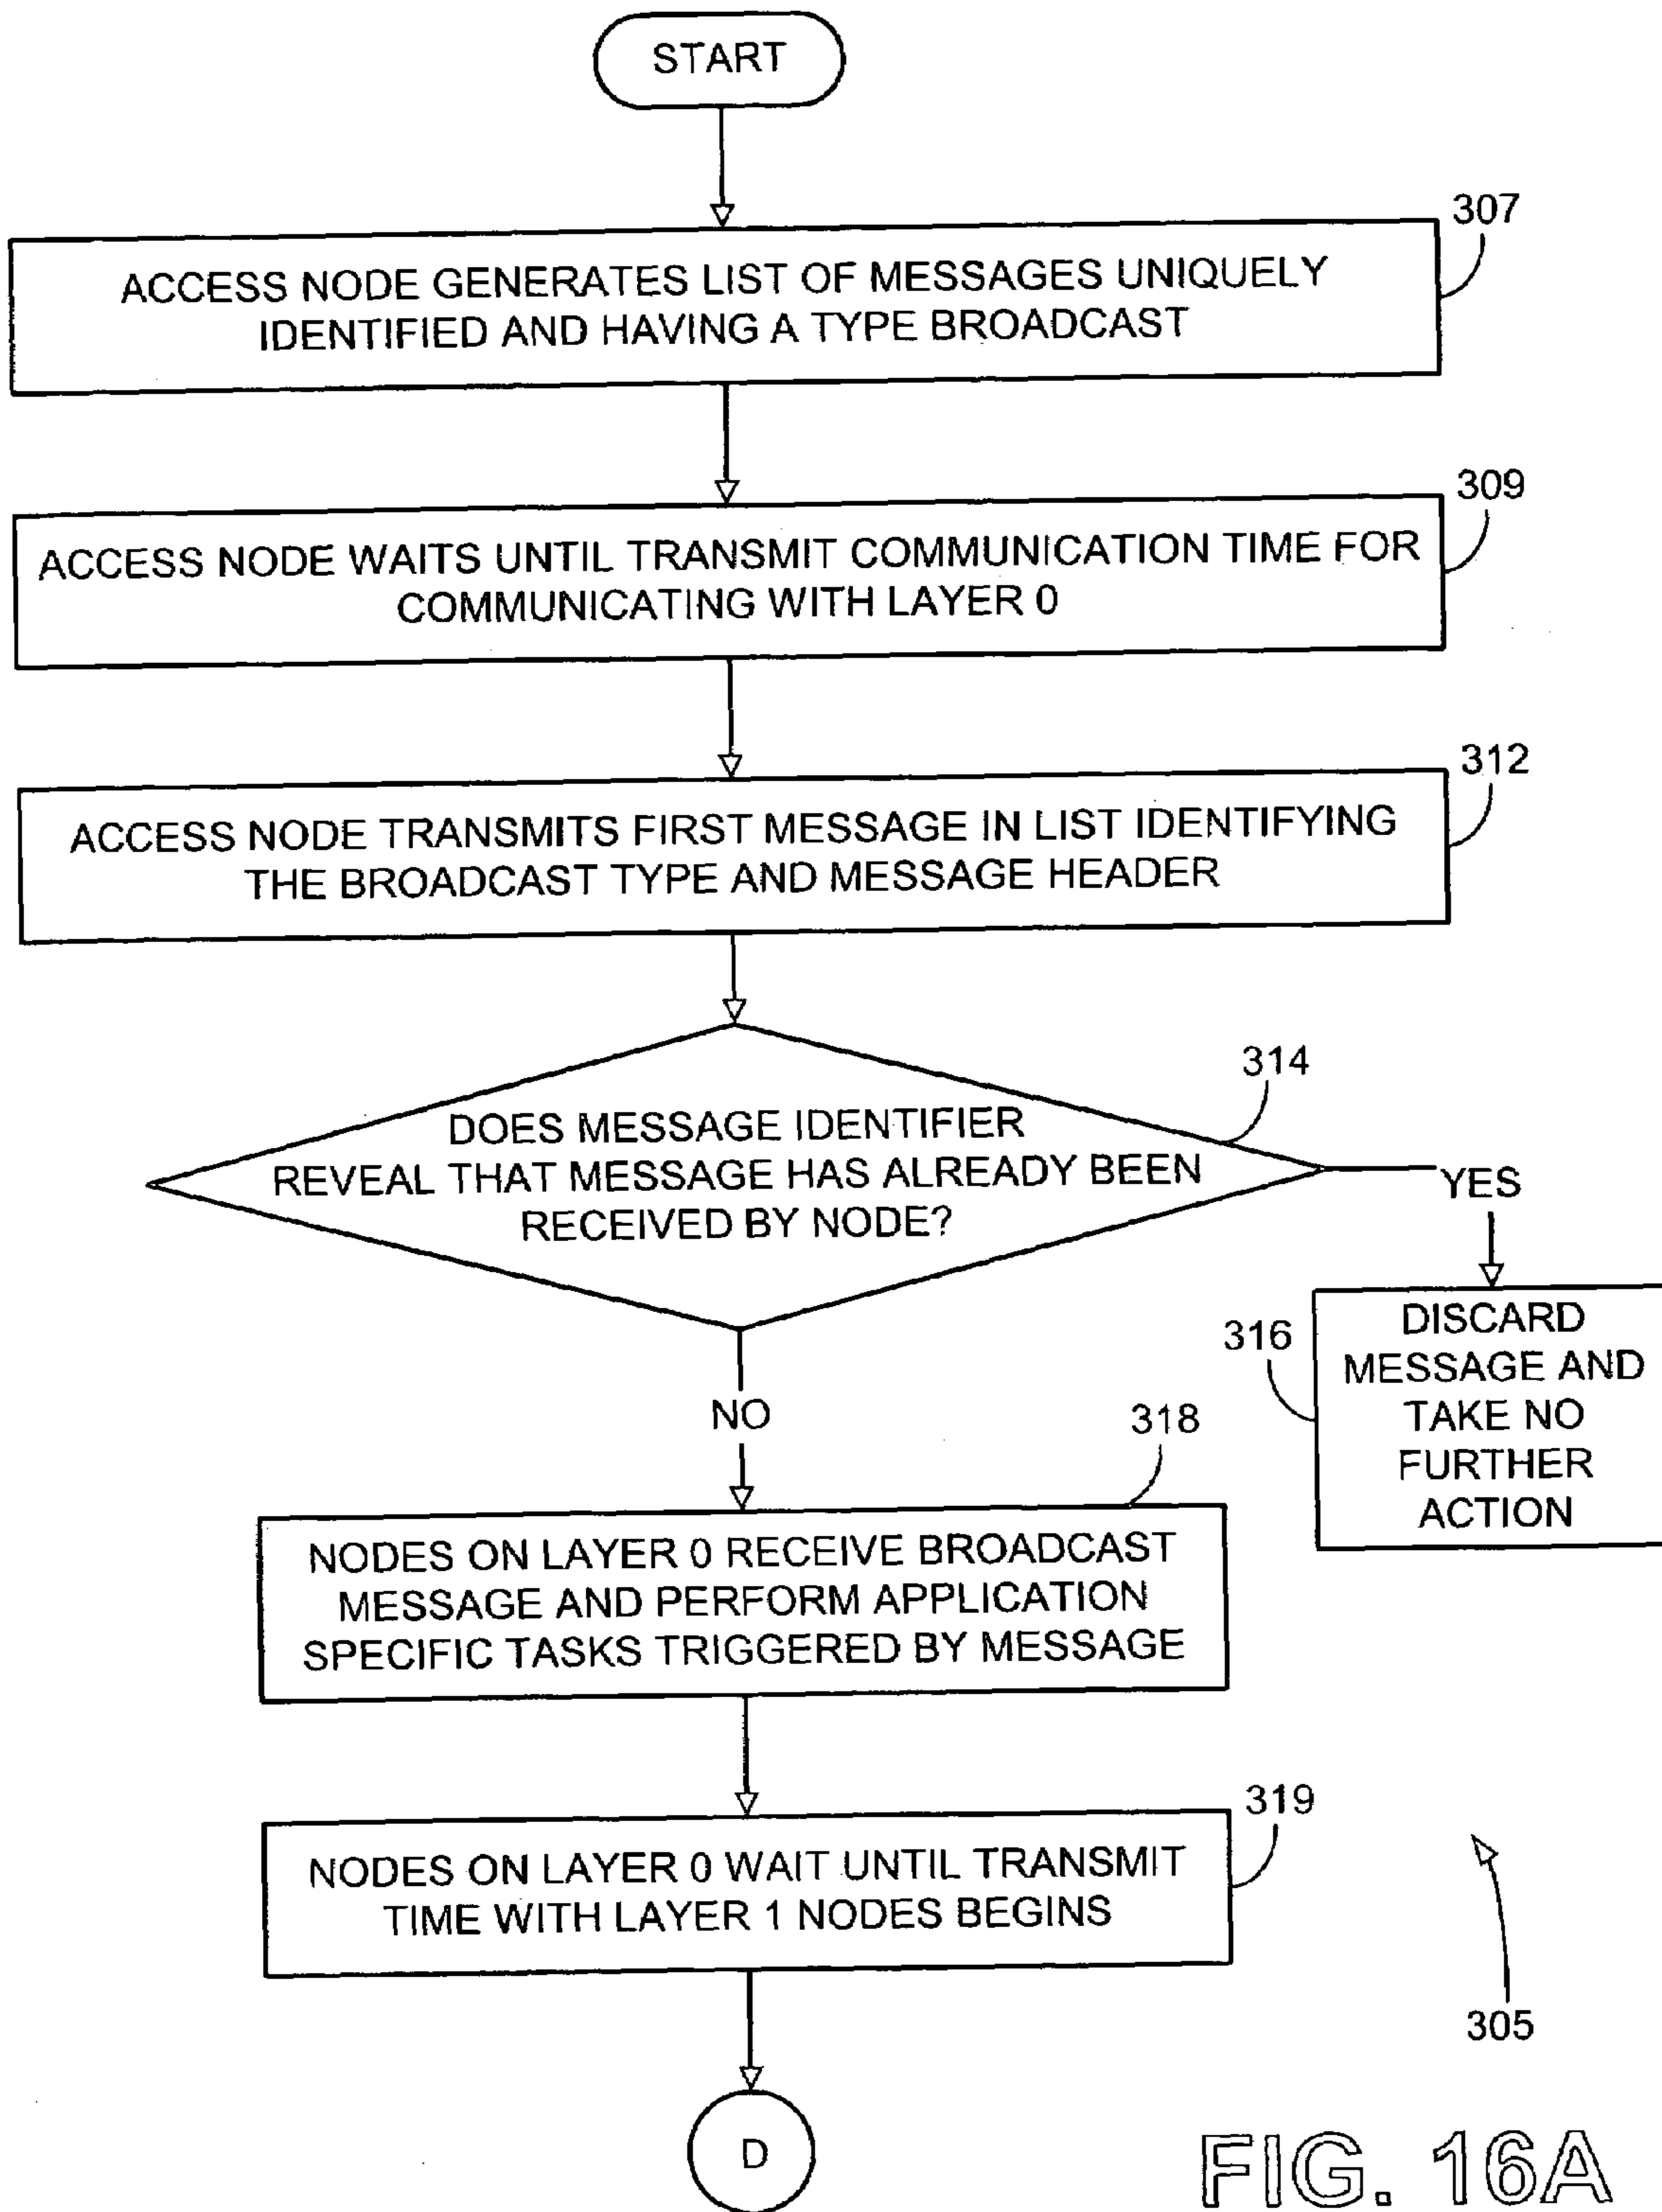 START
307
ACCESS NODE GENERATES LIST OF MESSAGES UNIQUELY
IDENTIFIED AND HAVING A TYPE BROADCAST
309
ACCESS NODE WAITS UNTIL TRANSMIT COMMUNICATION TIME FOR
COMMUNICATING WITH LAYER 0
312
ACCESS NODE TRANSMITS FIRST MESSAGE IN LIST IDENTIFYING
THE BROADCAST TYPE AND MESSAGE HEADER
314
DOES MESSAGE IDENTIFIER
REVEAL THAT MESSAGE HAS ALREADY BEEN
RECEIVED BY NODE?
YES
316
DISCARD
MESSAGE AND
TAKE NO
FURTHER
ACTION
NO
318
NODES ON LAYER 0 RECEIVE BROADCAST
MESSAGE AND PERFORM APPLICATION
SPECIFIC TASKS TRIGGERED BY MESSAGE
319
NODES ON LAYER 0 WAIT UNTIL TRANSMIT
TIME WITH LAYER 1 NODES BEGINS
305
D
FIG. 16A